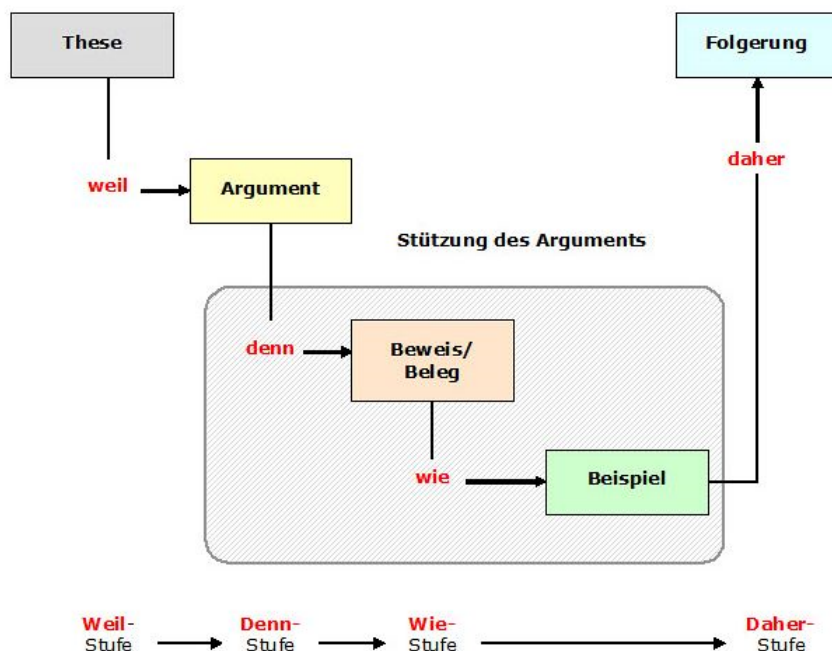 These
Folgerung
daher
weil
Argument
Stützung des Arguments
denn
Beweis/
Beleg
wie
Beispiel
Weil-
Stufe
Denn-
Stufe
Wie-
Stufe
Daher-
Stufe